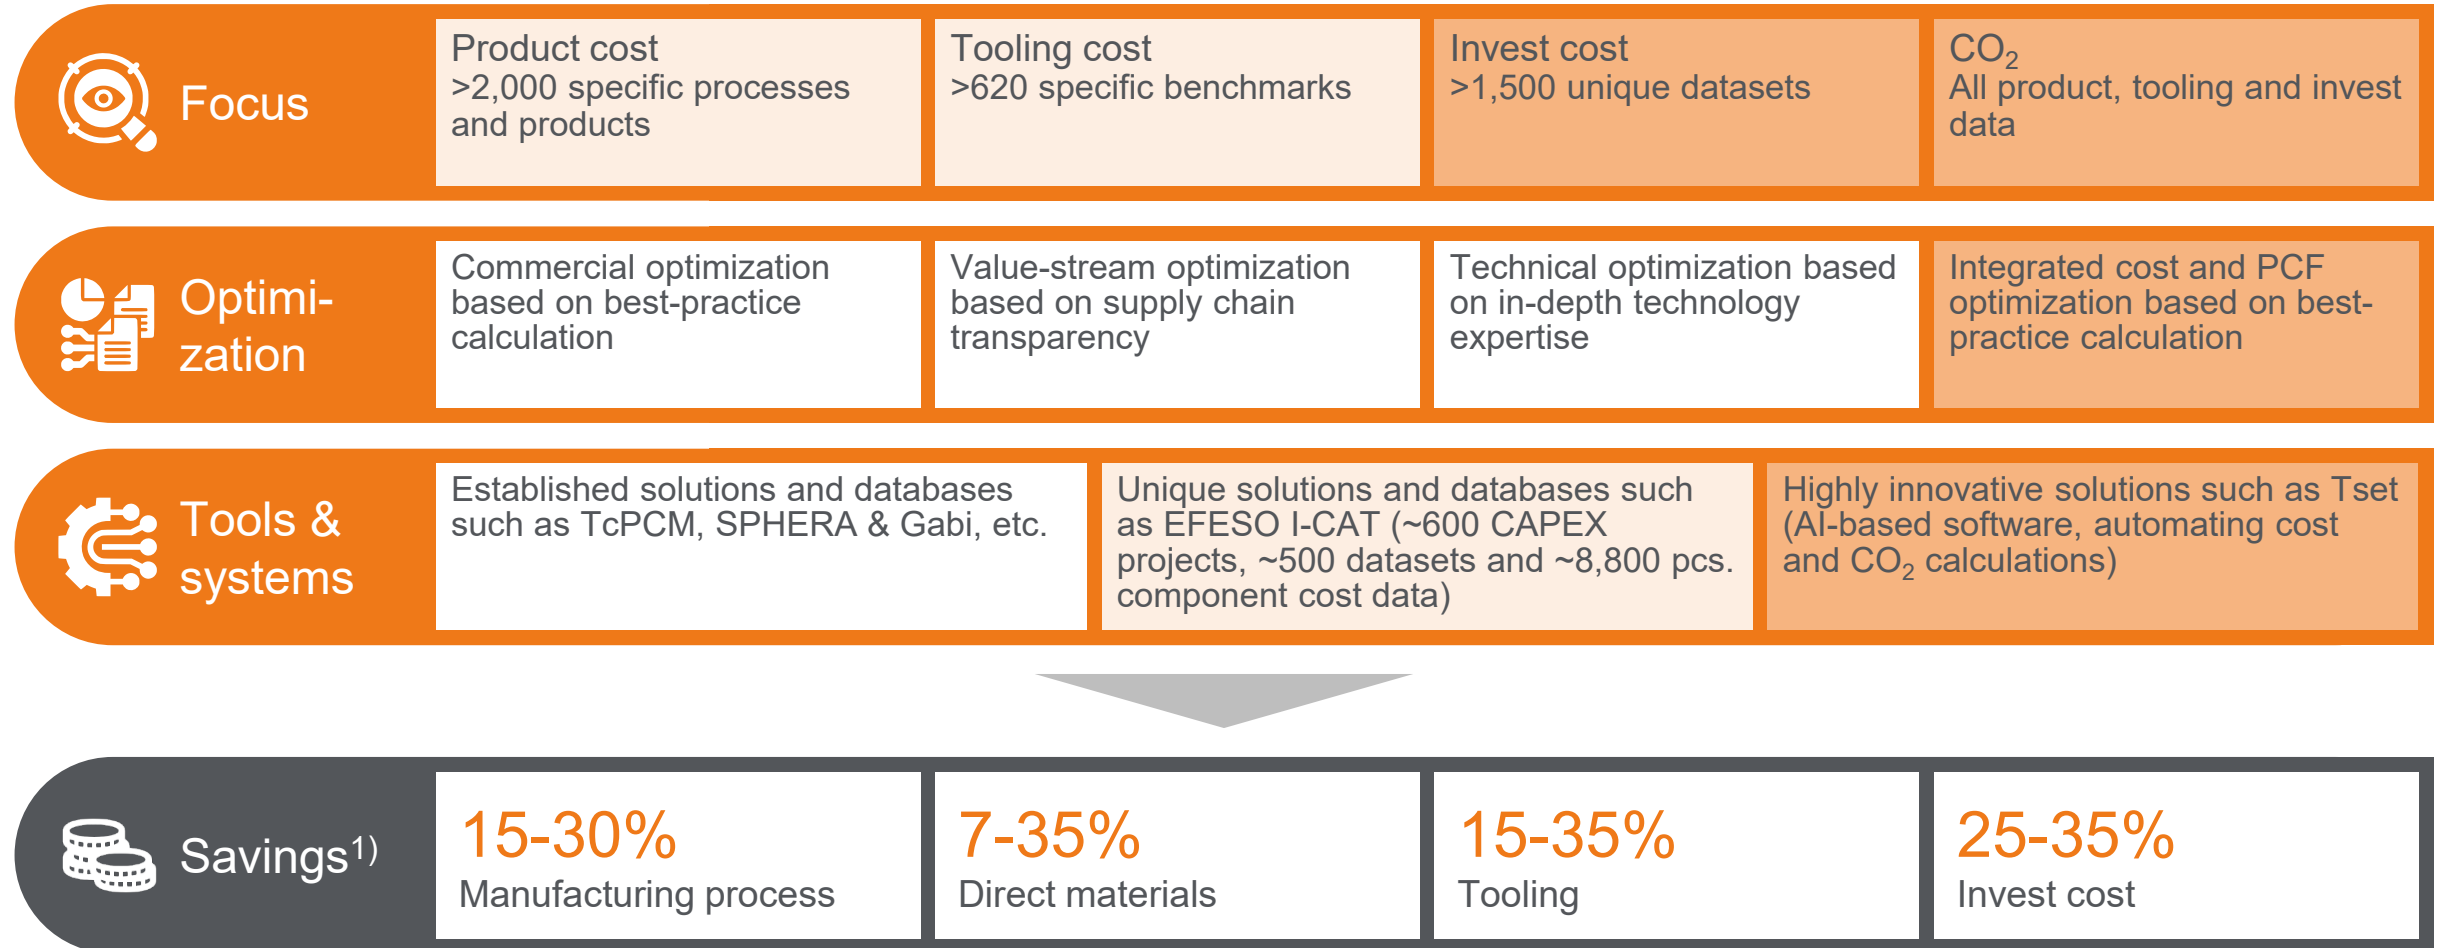 Focus
Product cost
>2,000 specific processes
and products
Tooling cost
>620 specific benchmarks
Invest cost
>1,500 unique datasets
CO₂
All product, tooling and invest
data
Optimi-
zation
Commercial optimization
based on best-practice
calculation
Value-stream optimization
based on supply chain
transparency
Technical optimization based
on in-depth technology
expertise
Integrated cost and PCF
optimization based on best-
practice calculation
Tools &
systems
Established solutions and databases
such as TcPCM, SPHERA & Gabi, etc.
Unique solutions and databases such
as EFESO I-CAT (~600 CAPEX
projects, ~500 datasets and ~8,800 pcs.
component cost data)
Highly innovative solutions such as Tset
(AI-based software, automating cost
and CO₂ calculations)
Savings¹⁾
15-30%
Manufacturing process
7-35%
Direct materials
15-35%
Tooling
25-35%
Invest cost